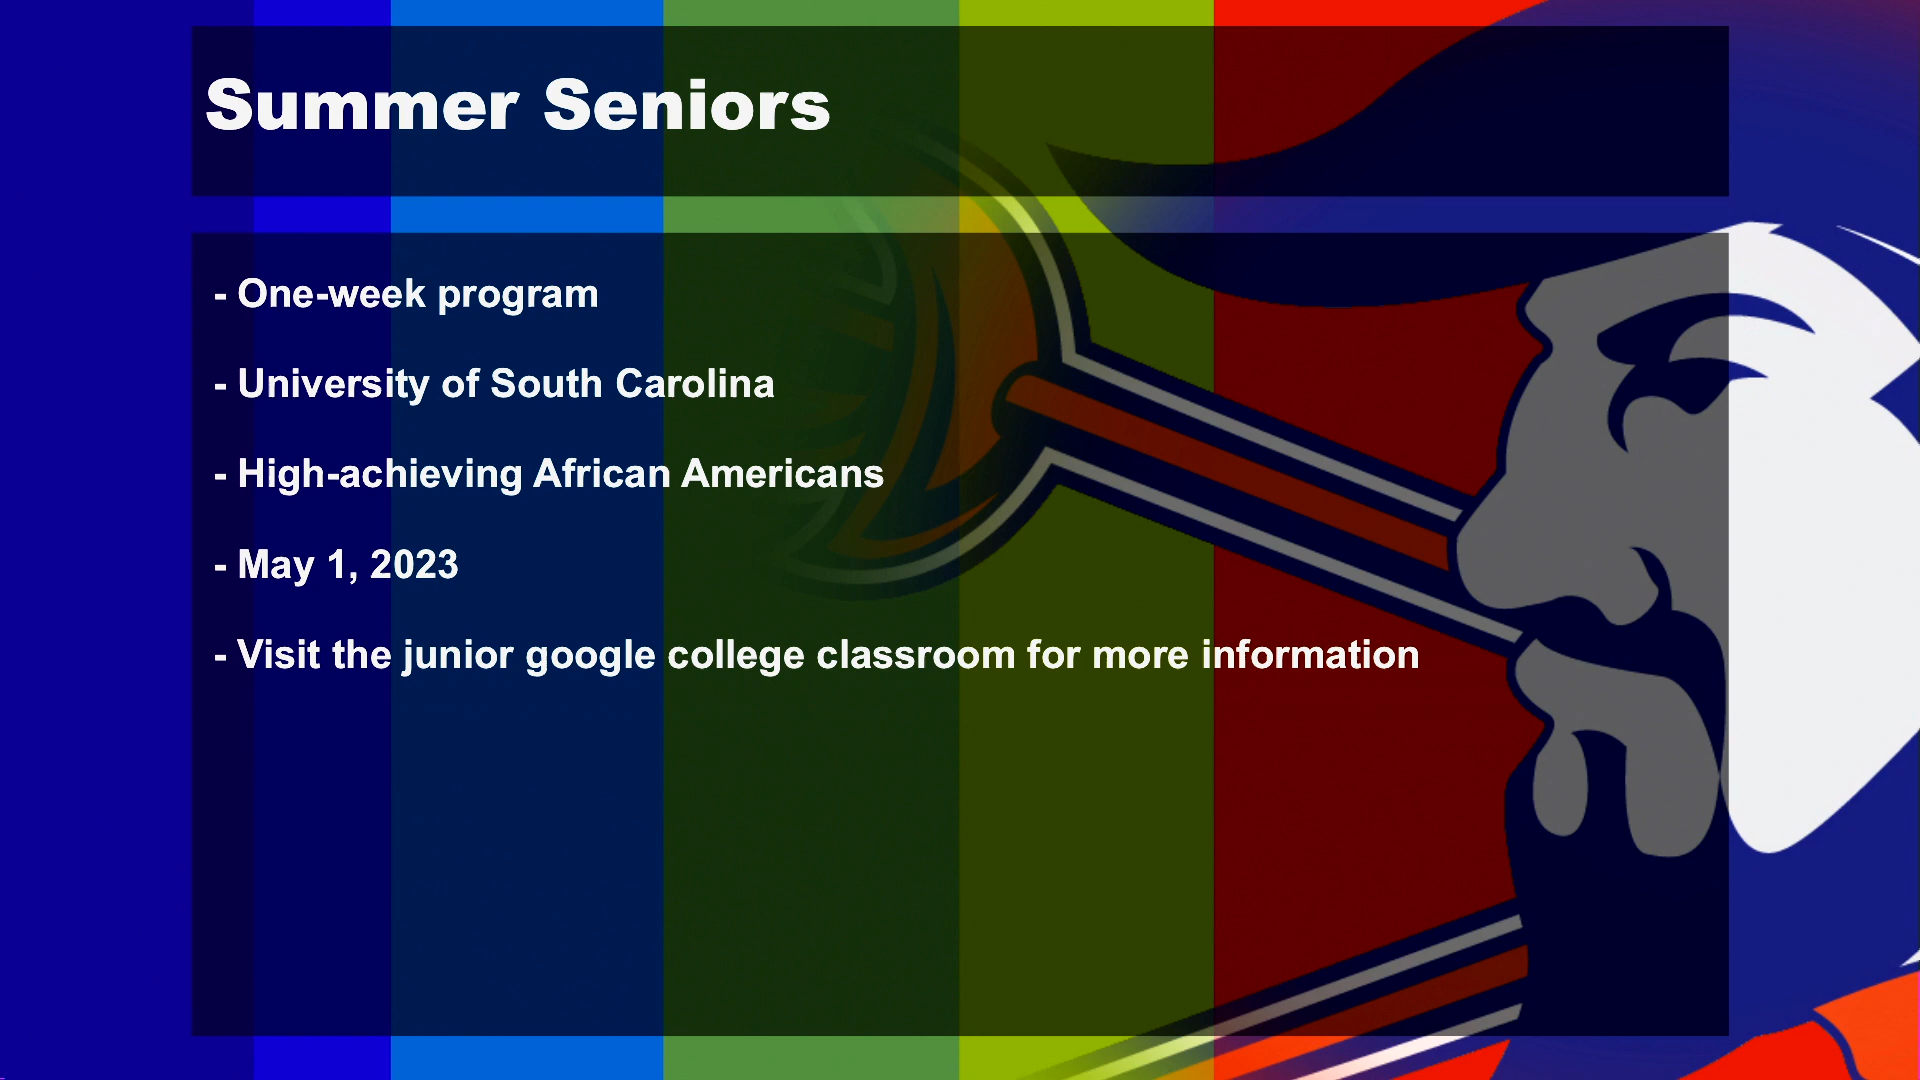 Summer Seniors
- One-week program
- University of South Carolina
- High-achieving African Americans
- May 1, 2023
- Visit the junior google college classroom for more information